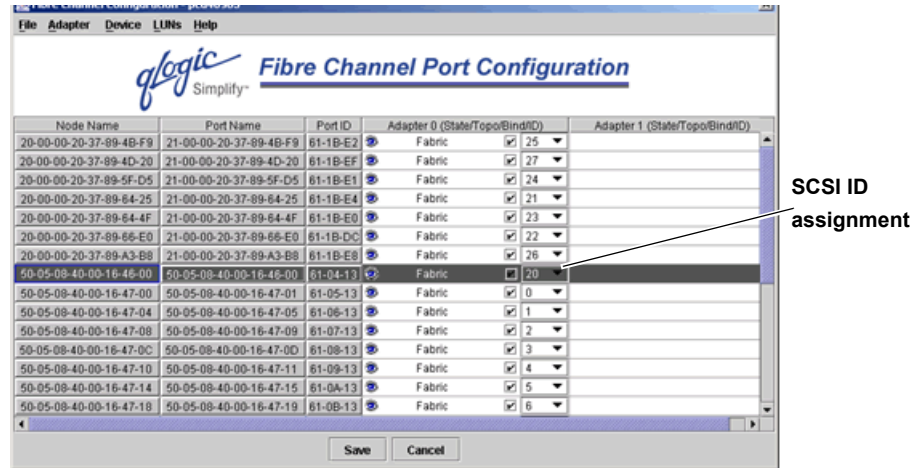 Fibre Channel Configuration - pcd48965
File Adapter Device LUNs Help
qlogic Simplify Fibre Channel Port Configuration
Node Name Port Name Port ID Adapter 0 (State/Topo/Bind/ID) Adapter 1 (State/Topo/Bind/ID)
20-00-00-20-37-89-4B-F9 21-00-00-20-37-89-4B-F9 61-1B-E2 Fabric 25
20-00-00-20-37-89-4D-20 21-00-00-20-37-89-4D-20 61-1B-EF Fabric 27
20-00-00-20-37-89-5F-D5 21-00-00-20-37-89-5F-D5 61-1B-E1 Fabric 24
20-00-00-20-37-89-64-25 21-00-00-20-37-89-64-25 61-1B-E4 Fabric 21
20-00-00-20-37-89-64-4F 21-00-00-20-37-89-64-4F 61-1B-E0 Fabric 23
20-00-00-20-37-89-66-E0 21-00-00-20-37-89-66-E0 61-1B-DC Fabric 22
20-00-00-20-37-89-A3-B8 21-00-00-20-37-89-A3-B8 61-1B-E8 Fabric 26
50-05-08-40-00-16-46-00 50-05-08-40-00-16-46-00 61-04-13 Fabric 20
50-05-08-40-00-16-47-00 50-05-08-40-00-16-47-01 61-05-13 Fabric 0
50-05-08-40-00-16-47-04 50-05-08-40-00-16-47-05 61-06-13 Fabric 1
50-05-08-40-00-16-47-08 50-05-08-40-00-16-47-09 61-07-13 Fabric 2
50-05-08-40-00-16-47-0C 50-05-08-40-00-16-47-0D 61-08-13 Fabric 3
50-05-08-40-00-16-47-10 50-05-08-40-00-16-47-11 61-09-13 Fabric 4
50-05-08-40-00-16-47-14 50-05-08-40-00-16-47-15 61-0A-13 Fabric 5
50-05-08-40-00-16-47-18 50-05-08-40-00-16-47-19 61-0B-13 Fabric 6
Save Cancel
SCSI ID
assignment